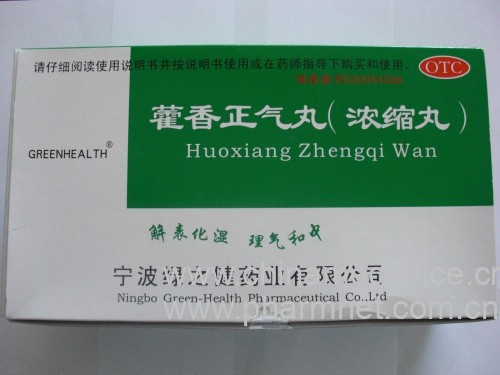 请仔细阅读使用说明书并按说明书使用或在药师指导下购买和使用。
OTC
藿香正气丸（浓缩丸）
Huoxiang Zhengqi Wan
GREENHEALTH®
解表化湿 理气和
宁波绿之健药业有限公司
Ningbo Green-Health Pharmaceutical Co.,Ltd